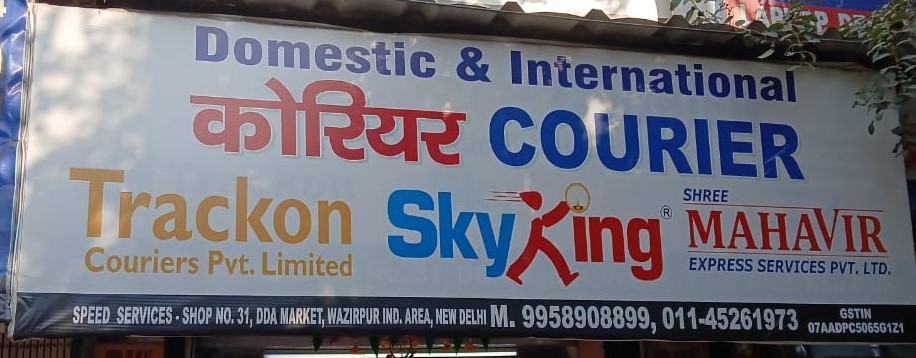 Domestic & International
कोरियर COURIER
Trackon
Couriers Pvt. Limited
SkyKing®
SHREE
MAHAVIR
EXPRESS SERVICES PVT. LTD.
SPEED SERVICES - SHOP NO. 31, DDA MARKET, WAZIRPUR IND. AREA, NEW DELHI M. 9958908899, 011-45261973
GSTIN
07AADPC5065G1Z1